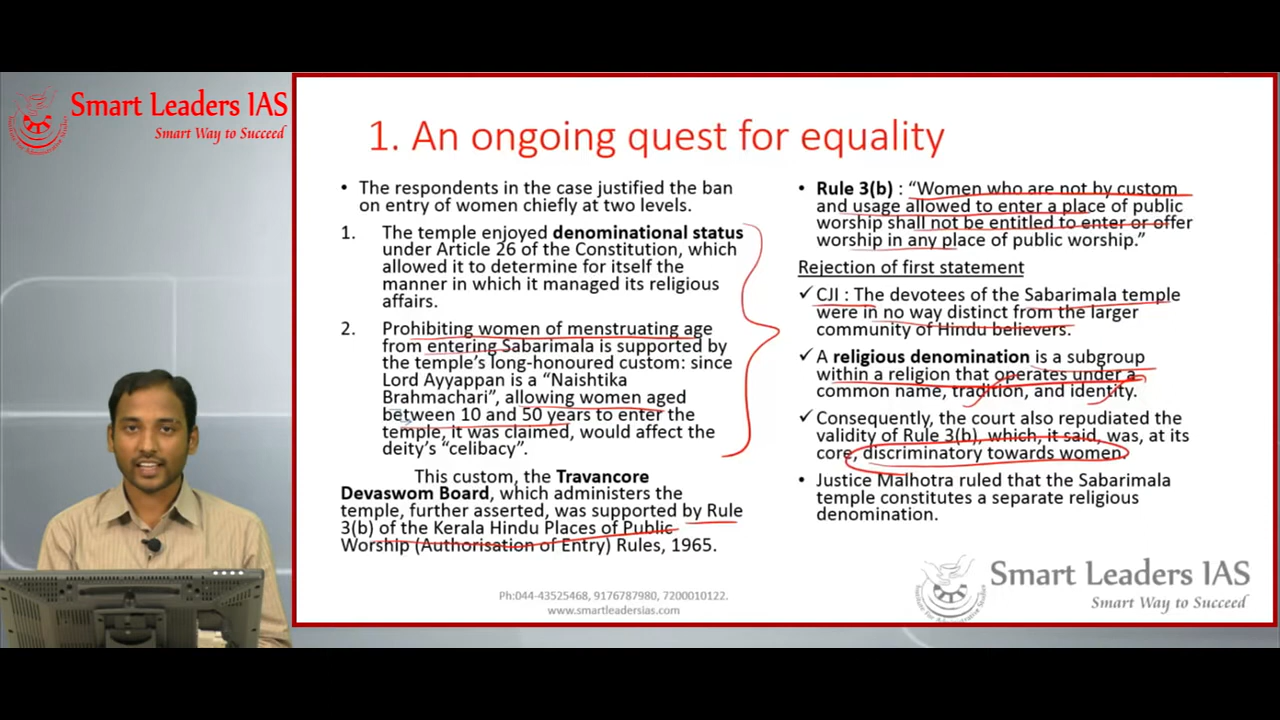 Smart Leaders IAS
Smart Way to Succeed
1. An ongoing quest for equality
• The respondents in the case justified the ban
on entry of women chiefly at two levels.
1. The temple enjoyed denominational status
under Article 26 of the Constitution, which
allowed it to determine for itself the
manner in which it managed its religious
affairs.
2. Prohibiting women of menstruating age
from entering Sabarimala is supported by
the temple's long-honoured custom: since
Lord Ayyappan is a "Naishtika
Brahmachari", allowing women aged
between 10 and 50 years to enter the
temple, it was claimed, would affect the
deity's "celibacy".
This custom, the Travancore
Devaswom Board, which administers the
temple, further asserted, was supported by Rule
3(b) of the Kerala Hindu Places of Public
Worship (Authorisation of Entry) Rules, 1965.
• Rule 3(b) : "Women who are not by custom
and usage allowed to enter a place of public
worship shall not be entitled to enter or offer
worship in any place of public worship."
Rejection of first statement
✓ CJI : The devotees of the Sabarimala temple
were in no way distinct from the larger
community of Hindu believers.
✓ A religious denomination is a subgroup
within a religion that operates under a
common name, tradition, and identity.
✓ Consequently, the court also repudiated the
validity of Rule 3(b), which, it said, was, at its
core, discriminatory towards women.
• Justice Malhotra ruled that the Sabarimala
temple constitutes a separate religious
denomination.
Ph:044-43525468, 9176787980, 7200010122.
www.smartleadersias.com
Smart Leaders IAS
Smart Way to Succeed